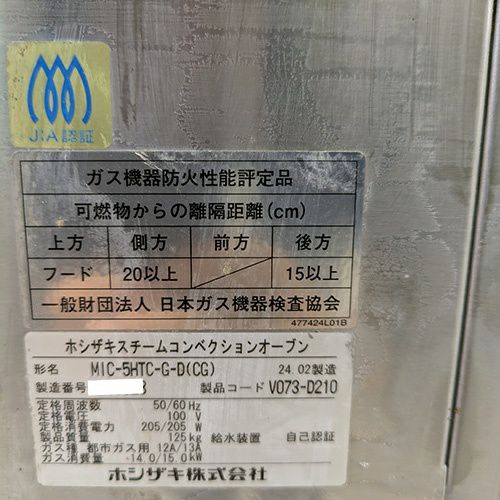 JIA認証
ガス機器防火性能評定品
可燃物からの離隔距離(cm)
上方 側方 前方 後方
フード 20以上 15以上
一般財団法人 日本ガス機器検査協会
477424L01B
ホシザキスチームコンベクションオーブン
形名 MIC-5HTC-G-D(CG) 24.02製造
製造番号 3 製品コード V073-D210
定格周波数 50/60 Hz
定格電圧 100 V
定格消費電力 205/205 W
製品質量 125kg 給水装置 自己認証
ガス種 都市ガス用 12A/13A
ガス消費量 14.0/15.0kW
ホシザキ株式会社